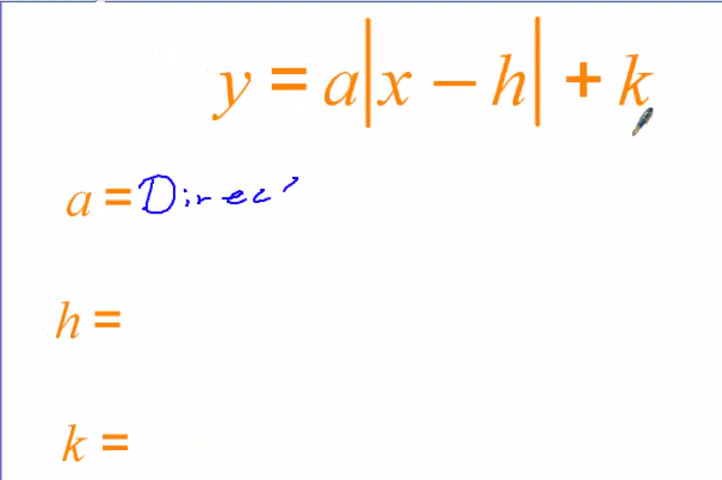 y = a|x − h| + k
a = Direc
h =
k =